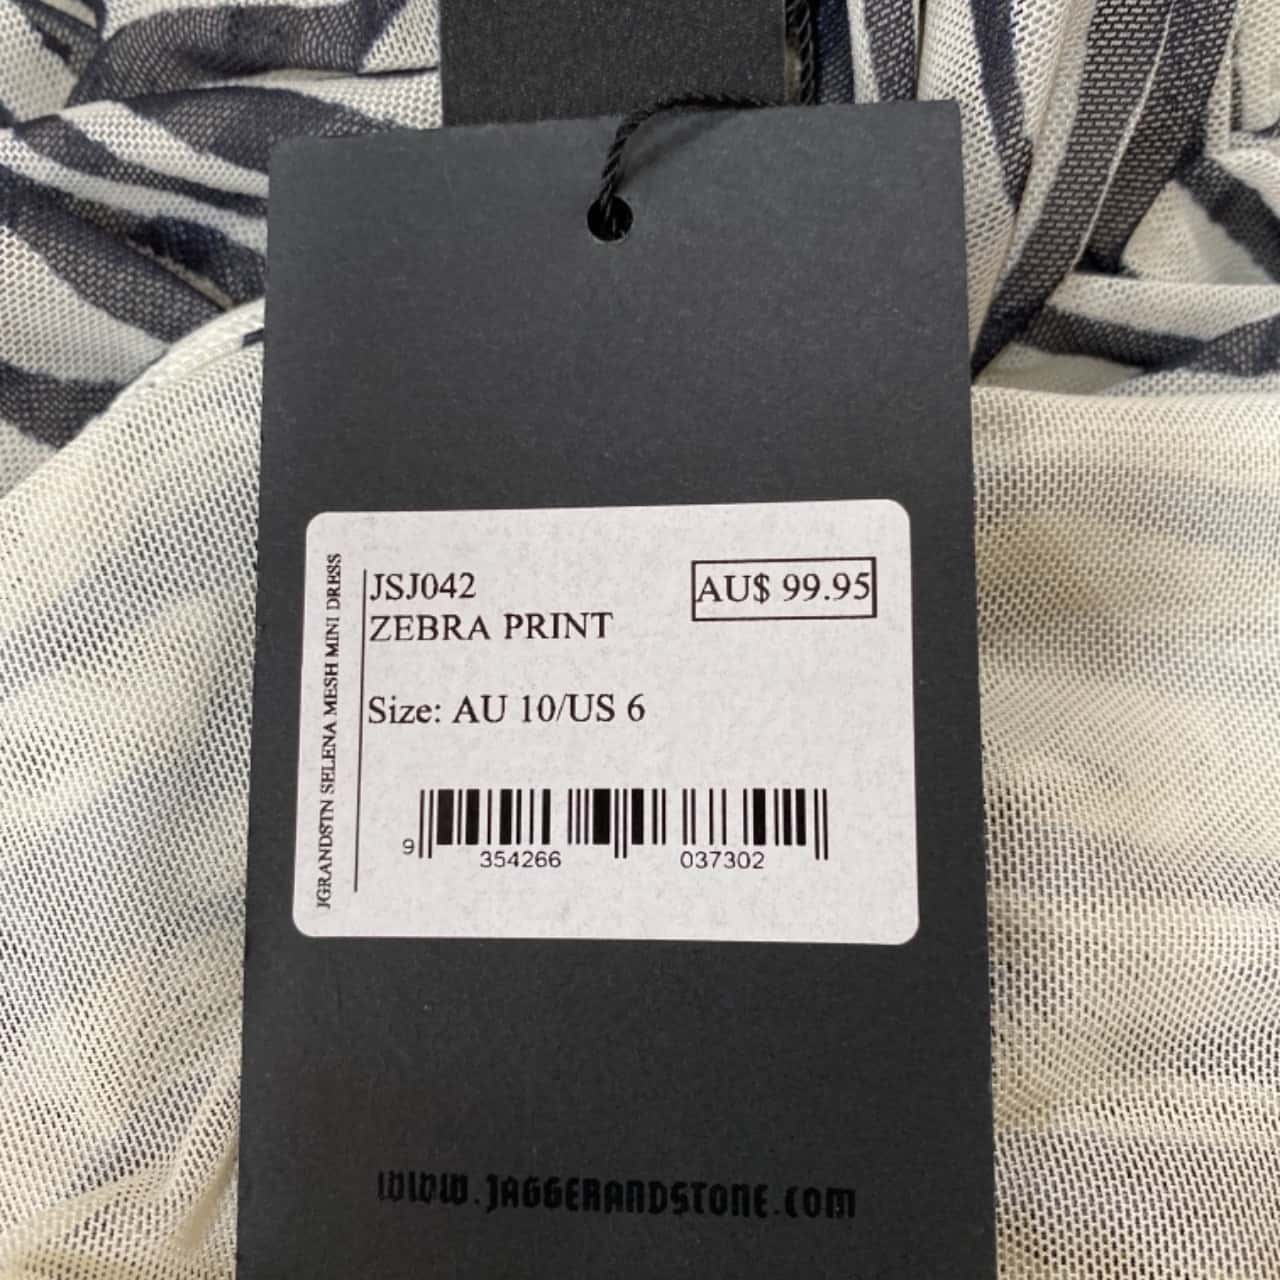 JGRANDSTN SELENA MESH MINI DRESS
JSJ042
AU$ 99.95
ZEBRA PRINT
Size: AU 10/US 6
9 354266 037302
WWW.JAGGERANDSTONE.COM